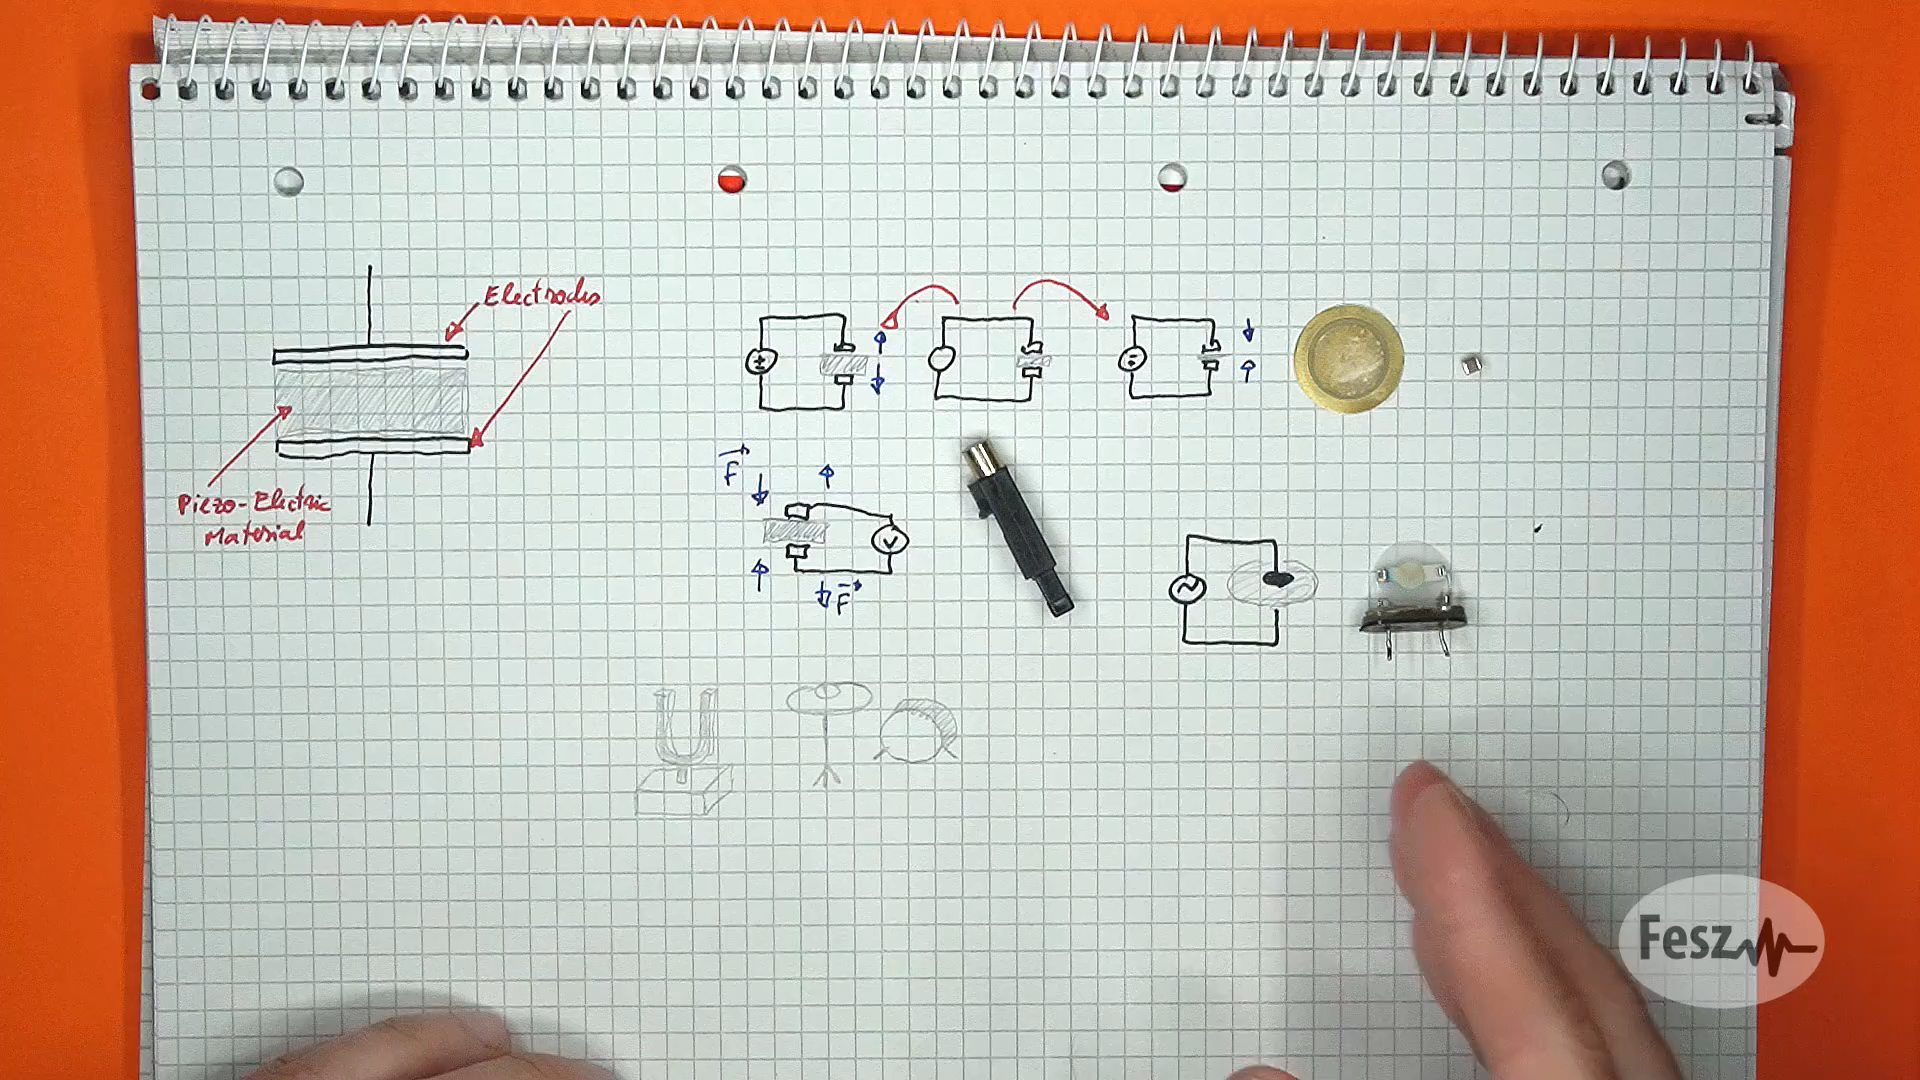 Electrodes
Piezo-Electric
Material
±
F
V
F
Fesz